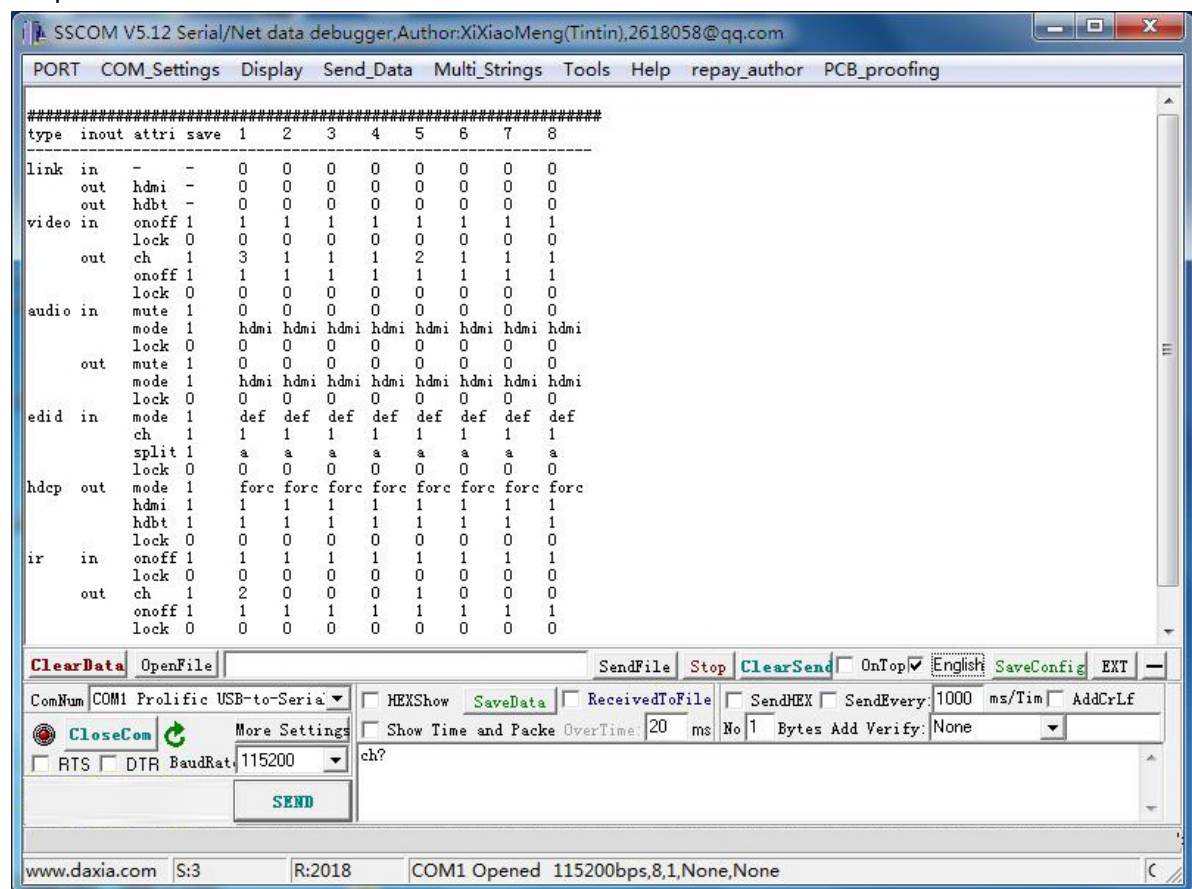 SSCOM V5.12 Serial/Net data debugger,Author:XiXiaoMeng(Tintin),2618058@qq.com
PORT COM_Settings Display Send_Data Multi_Strings Tools Help repay_author PCB_proofing
################################################################
type inout attri save 1 2 3 4 5 6 7 8
---------------------------------------------------------------
link in - - 0 0 0 0 0 0 0 0
out hdmi - 0 0 0 0 0 0 0 0
out hdbt - 0 0 0 0 0 0 0 0
video in onoff 1 1 1 1 1 1 1 1 1
lock 0 0 0 0 0 0 0 0 0
out ch 1 3 1 1 1 2 1 1 1
onoff 1 1 1 1 1 1 1 1 1
lock 0 0 0 0 0 0 0 0 0
audio in mute 1 0 0 0 0 0 0 0 0
mode 1 hdmi hdmi hdmi hdmi hdmi hdmi hdmi hdmi
lock 0 0 0 0 0 0 0 0 0
out mute 1 0 0 0 0 0 0 0 0
mode 1 hdmi hdmi hdmi hdmi hdmi hdmi hdmi hdmi
lock 0 0 0 0 0 0 0 0 0
edid in mode 1 def def def def def def def def
ch 1 1 1 1 1 1 1 1 1
split 1 a a a a a a a a
lock 0 0 0 0 0 0 0 0 0
hdcp out mode 1 forc forc forc forc forc forc forc forc
hdmi 1 1 1 1 1 1 1 1 1
hdbt 1 1 1 1 1 1 1 1 1
lock 0 0 0 0 0 0 0 0 0
ir in onoff 1 1 1 1 1 1 1 1 1
lock 0 0 0 0 0 0 0 0 0
out ch 1 2 0 0 0 1 0 0 0
onoff 1 1 1 1 1 1 1 1 1
lock 0 0 0 0 0 0 0 0 0
ClearData OpenFile SendFile Stop ClearSend OnTop English SaveConfig EXT —
ComNum COM1 Prolific USB-to-Seria HEXShow SaveData ReceivedToFile SendHEX SendEvery: 1000 ms/Tim AddCrLf
CloseCom More Settings Show Time and Packe OverTime: 20 ms No 1 Bytes Add Verify: None
RTS DTR BaudRat 115200 ch?
SEND
www.daxia.com S:3 R:2018 COM1 Opened 115200bps,8,1,None,None C